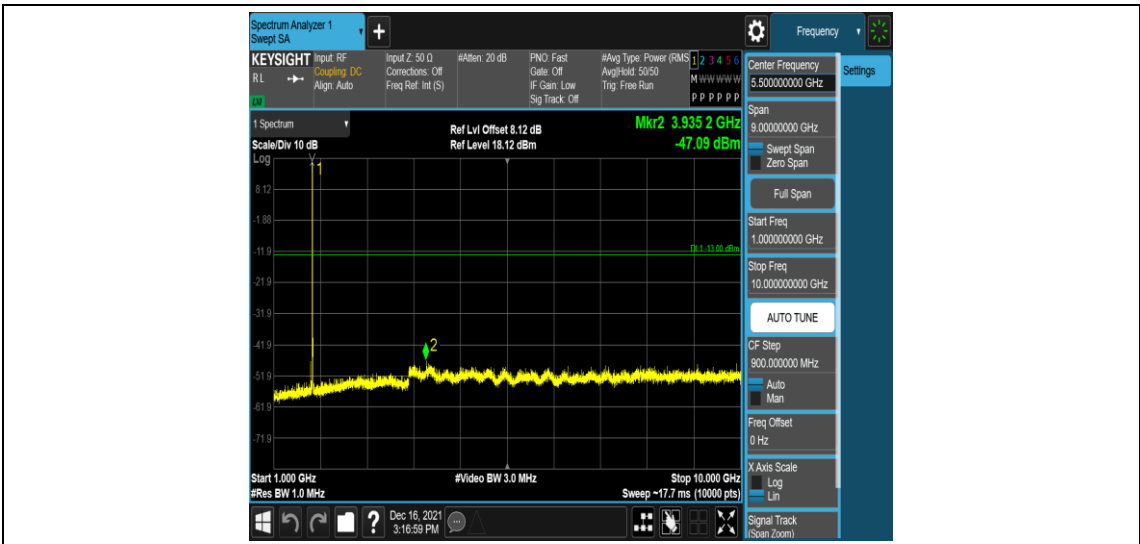 Spectrum Analyzer 1
Swept SA
Frequency
KEYSIGHT
RL
LXI
Input: RF
Coupling: DC
Align: Auto
Input Z: 50 Ω
Corrections: Off
Freq Ref: Int (S)
#Atten: 20 dB
PNO: Fast
Gate: Off
IF Gain: Low
Sig Track: Off
#Avg Type: Power (RMS
Avg|Hold: 50/50
Trig: Free Run
1 2 3 4 5 6
M W W W W W
P P P P P P
1 Spectrum
Scale/Div 10 dB
Ref Lvl Offset 8.12 dB
Ref Level 18.12 dBm
Mkr2 3.935 2 GHz
-47.09 dBm
Log
1
8.12
-1.88
-11.9
DL1 -13.00 dBm
-21.9
-31.9
-41.9
2
-51.9
-61.9
-71.9
Start 1.000 GHz
#Video BW 3.0 MHz
Stop 10.000 GHz
#Res BW 1.0 MHz
Sweep ~17.7 ms (10000 pts)
Dec 16, 2021
3:16:59 PM
Center Frequency
5.500000000 GHz
Settings
Span
9.00000000 GHz
Swept Span
Zero Span
Full Span
Start Freq
1.000000000 GHz
Stop Freq
10.000000000 GHz
AUTO TUNE
CF Step
900.000000 MHz
Auto
Man
Freq Offset
0 Hz
X Axis Scale
Log
Lin
Signal Track
(Span Zoom)